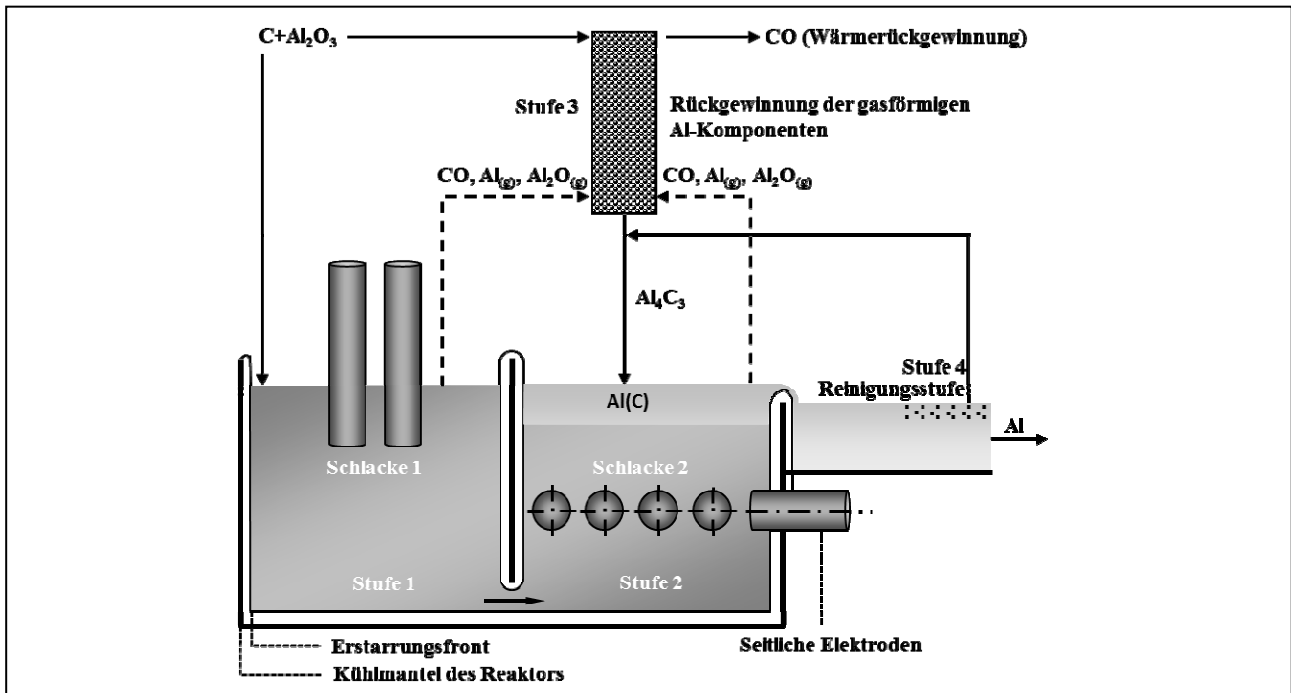 C+Al₂O₃
CO (Wärmerückgewinnung)
Stufe 3
Rückgewinnung der gasförmigen
Al-Komponenten
CO, Al(g), Al₂O(g)
CO, Al(g), Al₂O(g)
Al₄C₃
Stufe 4
Reinigungsstufe
Al(C)
Al
Schlacke 1
Schlacke 2
Stufe 1
Stufe 2
Erstarrungsfront
Seitliche Elektroden
Kühlmantel des Reaktors